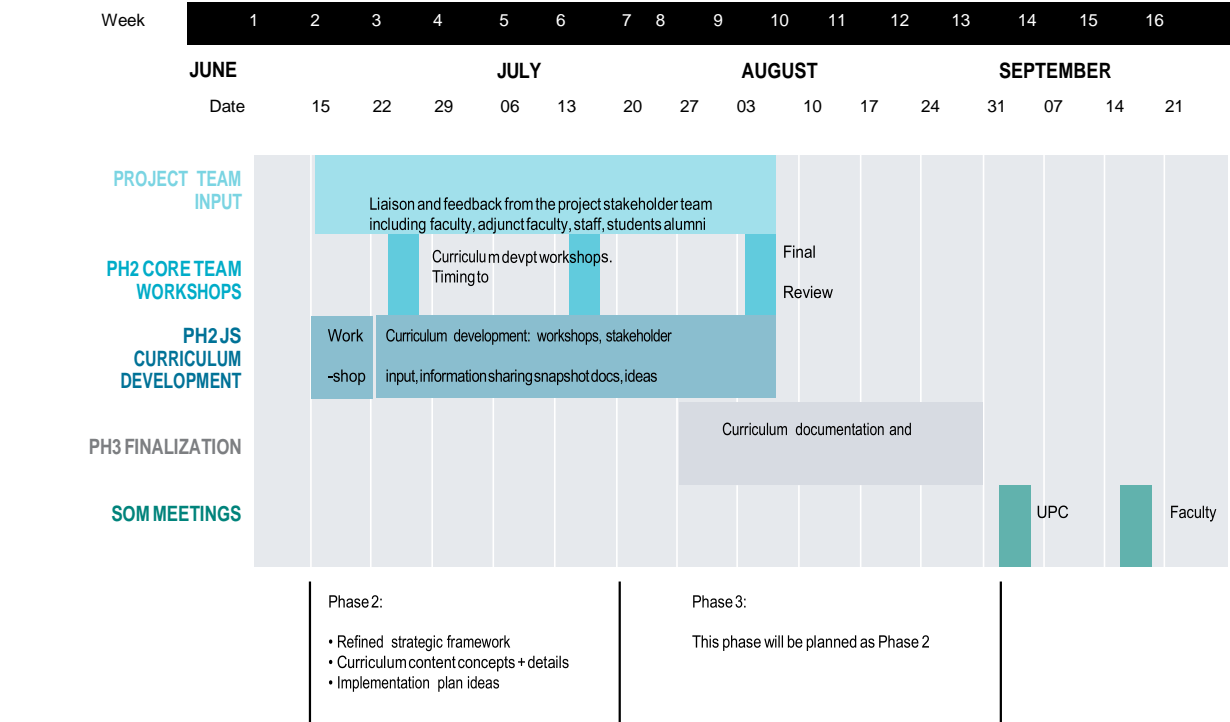 Week 1 2 3 4 5 6 7 8 9 10 11 12 13 14 15 16
JUNE JULY AUGUST SEPTEMBER
Date 15 22 29 06 13 20 27 03 10 17 24 31 07 14 21
PROJECT TEAM
INPUT
Liaison and feedback from the project stakeholder team
including faculty, adjunct faculty, staff, students alumni
PH2 CORE TEAM
WORKSHOPS
Curriculum devpt workshops.
Timing to
Final
Review
PH2 JS
CURRICULUM
DEVELOPMENT
Work
-shop
Curriculum development: workshops, stakeholder
input, information sharing snapshot docs, ideas
PH3 FINALIZATION
Curriculum documentation and
SOM MEETINGS
UPC
Faculty
Phase 2:
• Refined strategic framework
• Curriculum content concepts + details
• Implementation plan ideas
Phase 3:
This phase will be planned as Phase 2